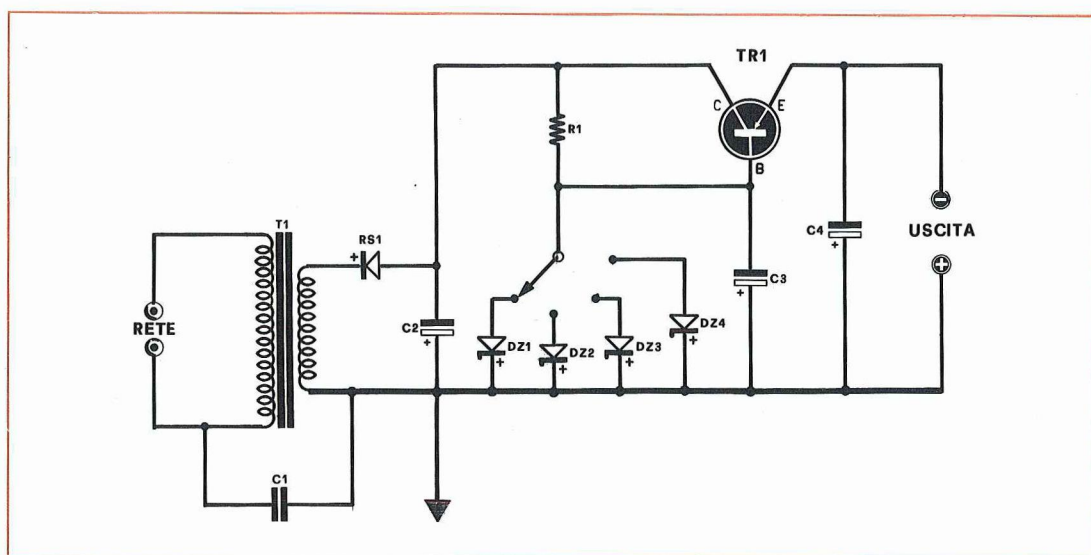 TR1
C
E
R1
B
T1
RS1
+
C4
+
USCITA
-
+
C3
+
RETE
C2
+
DZ1
+
DZ2
+
DZ3
+
DZ4
+
C1